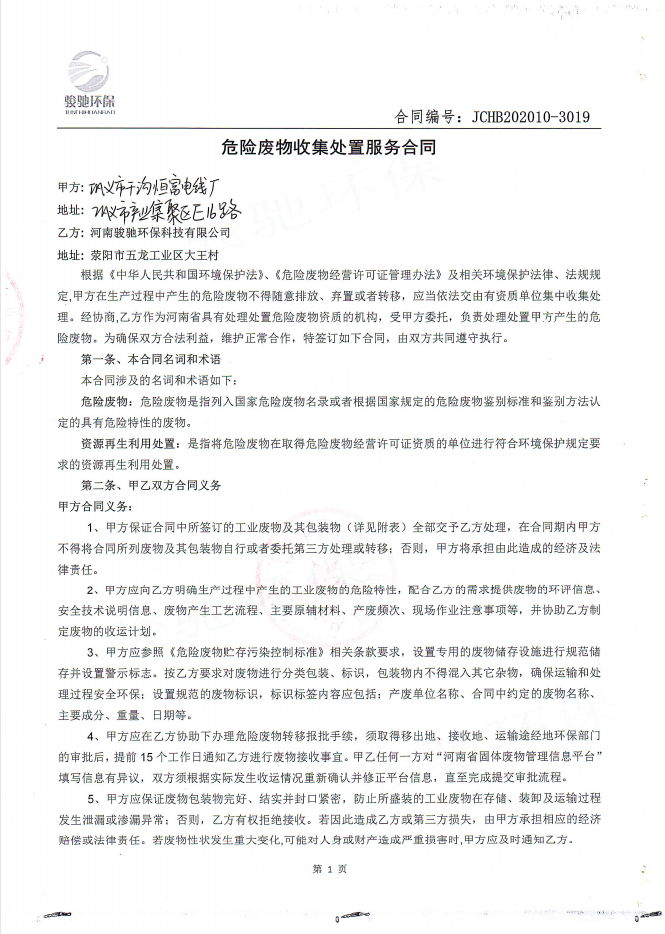 骏驰环保
JUNCHIHUANBAO
合同编号：JCHB202010-3019
危险废物收集处置服务合同
甲方：巩义市干沟恒富电线厂
地址：巩义市产业集聚区E16路
乙方：河南骏驰环保科技有限公司
地址：荥阳市五龙工业区大王村
根据《中华人民共和国环境保护法》、《危险废物经营许可证管理办法》及相关环境保护法律、法规规
定,甲方在生产过程中产生的危险废物不得随意排放、弃置或者转移，应当依法交由有资质单位集中收集处
理。经协商,乙方作为河南省具有处理处置危险废物资质的机构，受甲方委托，负责处理处置甲方产生的危
险废物。为确保双方合法利益，维护正常合作，特签订如下合同，由双方共同遵守执行。
第一条、本合同名词和术语
本合同涉及的名词和术语如下：
危险废物：危险废物是指列入国家危险废物名录或者根据国家规定的危险废物鉴别标准和鉴别方法认
定的具有危险特性的废物。
资源再生利用处置：是指将危险废物在取得危险废物经营许可证资质的单位进行符合环境保护规定要
求的资源再生利用处置。
第二条、甲乙双方合同义务
甲方合同义务：
1、甲方保证合同中所签订的工业废物及其包装物（详见附表）全部交予乙方处理，在合同期内甲方
不得将合同所列废物及其包装物自行或者委托第三方处理或转移；否则，甲方将承担由此造成的经济及法
律责任。
2、甲方应向乙方明确生产过程中产生的工业废物的危险特性，配合乙方的需求提供废物的环评信息、
安全技术说明信息、废物产生工艺流程、主要原辅材料、产废频次、现场作业注意事项等，并协助乙方制
定废物的收运计划。
3、甲方应参照《危险废物贮存污染控制标准》相关条款要求，设置专用的废物储存设施进行规范储
存并设置警示标志。按乙方要求对废物进行分类包装、标识，包装物内不得混入其它杂物，确保运输和处
理过程安全环保；设置规范的废物标识，标识标签内容应包括：产废单位名称、合同中约定的废物名称、
主要成分、重量、日期等。
4、甲方应在乙方协助下办理危险废物转移报批手续，须取得移出地、接收地、运输途经地环保部门
的审批后，提前 15 个工作日通知乙方进行废物接收事宜。甲乙任何一方对“河南省固体废物管理信息平台”
填写信息有异议，双方须根据实际发生收运情况重新确认并修正平台信息，直至完成提交审批流程。
5、甲方应保证废物包装物完好、结实并封口紧密，防止所盛装的工业废物在存储、装卸及运输过程
发生泄漏或渗漏异常；否则，乙方有权拒绝接收。若因此造成乙方或第三方损失，由甲方承担相应的经济
赔偿或法律责任。若废物性状发生重大变化,可能对人身或财产造成严重损害时,甲方应及时通知乙方。
第 1 页